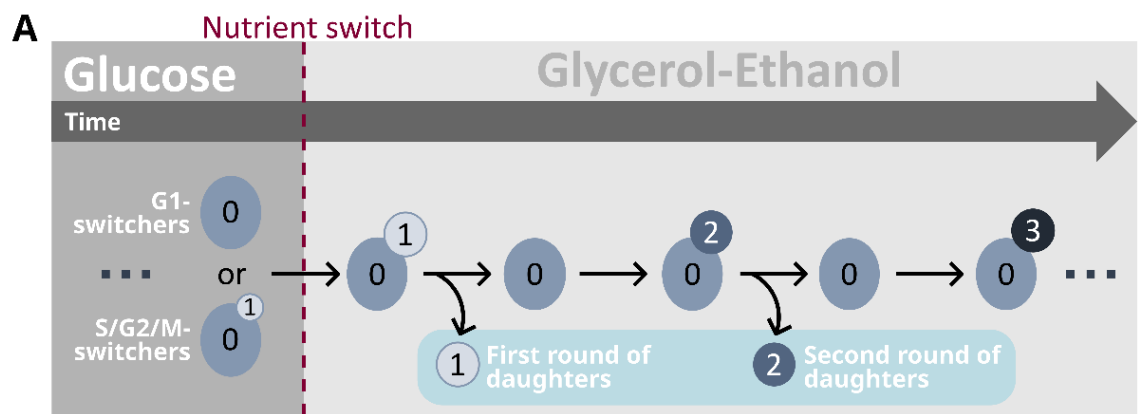 A
Nutrient switch
Glucose
Glycerol-Ethanol
Time
G1-
switchers
0
... or
S/G2/M-
switchers
0
1
0
1
0
0
2
0
0
3
...
1
First round of
daughters
2
Second round of
daughters